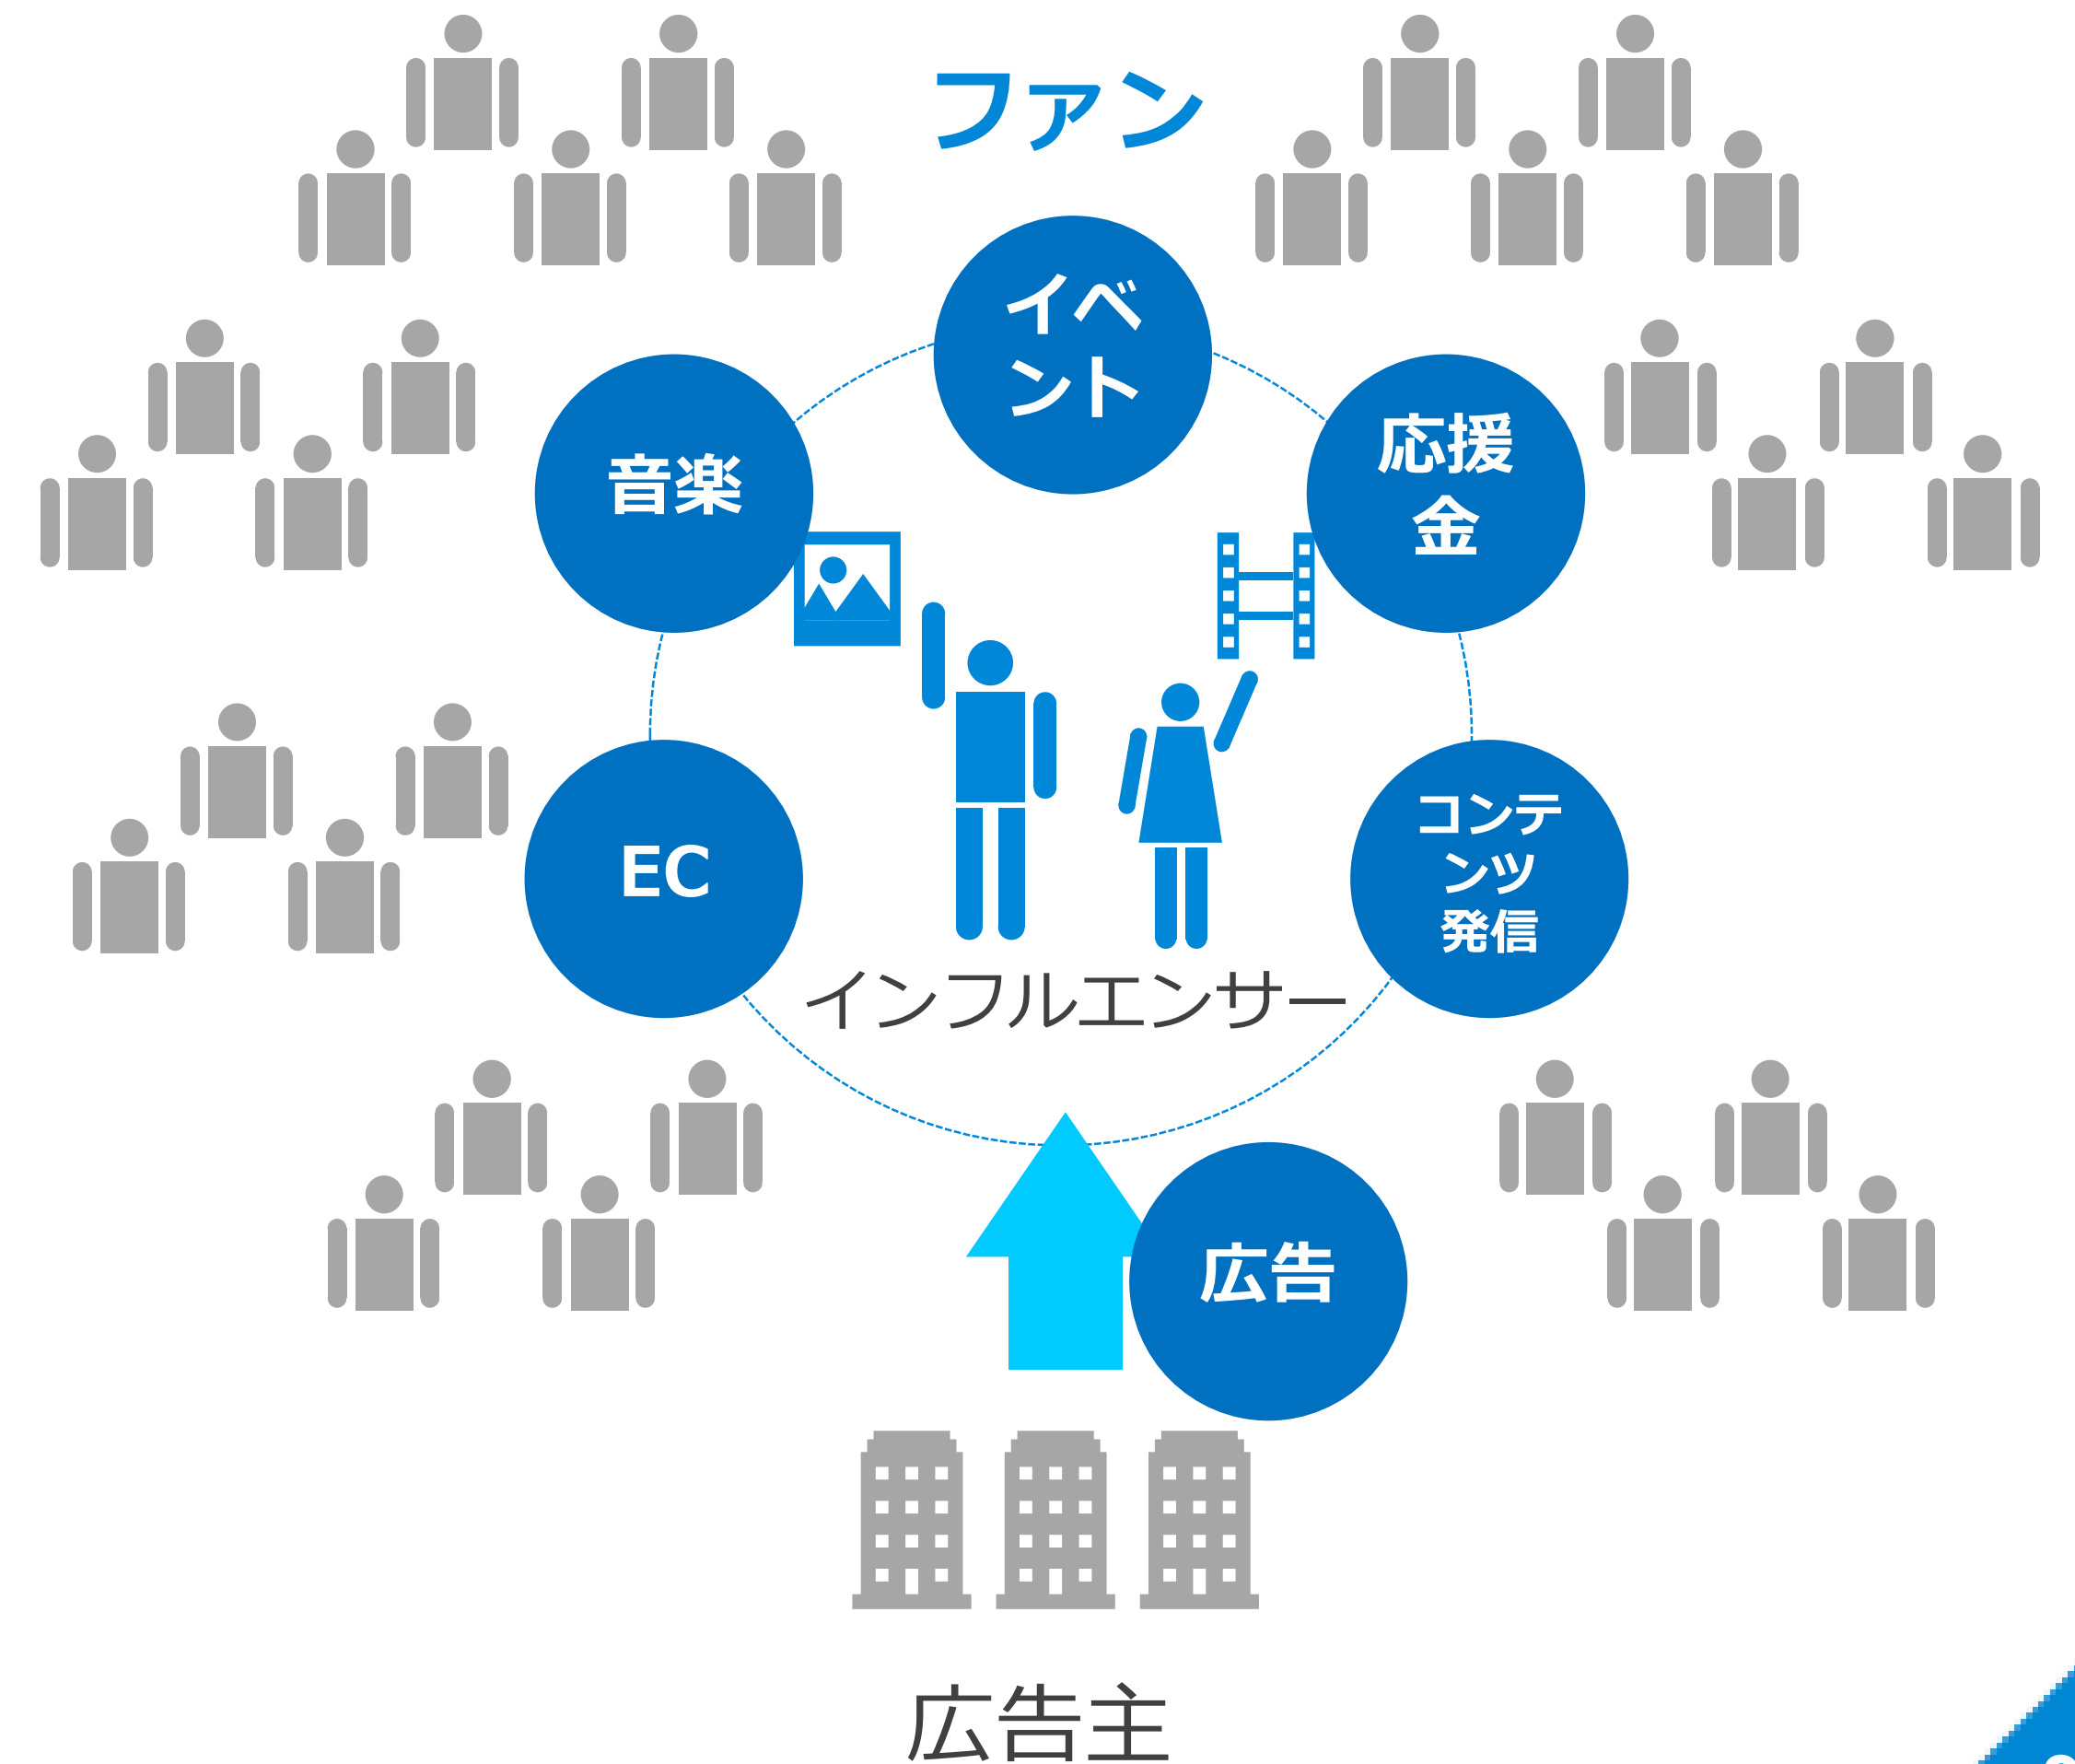 ファン
イベ
ント
音楽
応援
金
EC
コンテ
ンツ
発信
インフルエンサー
広告
広告主